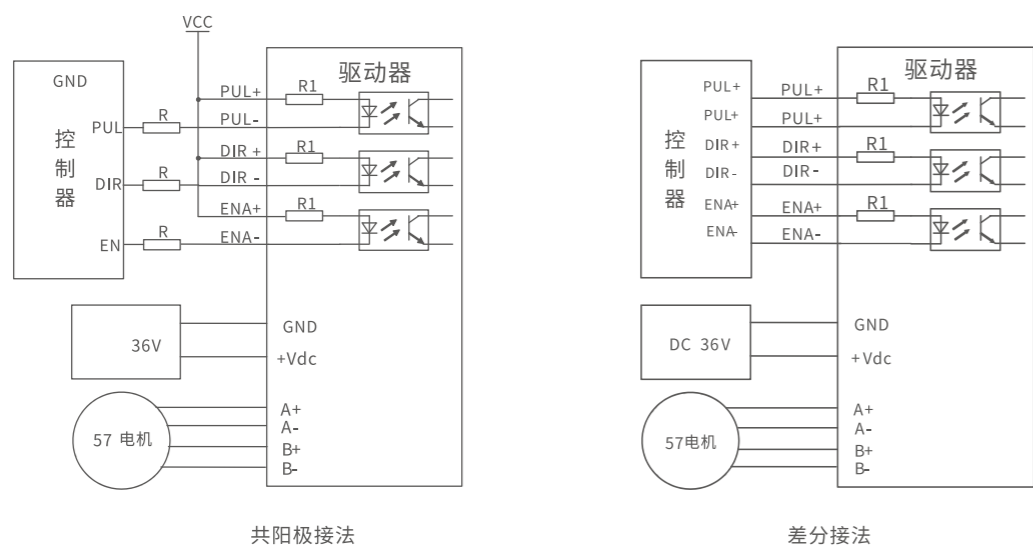 VCC
GND
控制器
PUL
DIR
EN
R
R
R
PUL+
PUL-
DIR +
DIR -
ENA+
ENA-
驱动器
R1
R1
R1
36V
GND
+Vdc
57 电机
A+
A-
B+
B-
共阳极接法
控制器
PUL+
PUL+
DIR+
DIR-
ENA+
ENA-
PUL+
PUL+
DIR+
DIR-
ENA+
ENA-
驱动器
R1
R1
R1
DC 36V
GND
+Vdc
57电机
A+
A-
B+
B-
差分接法